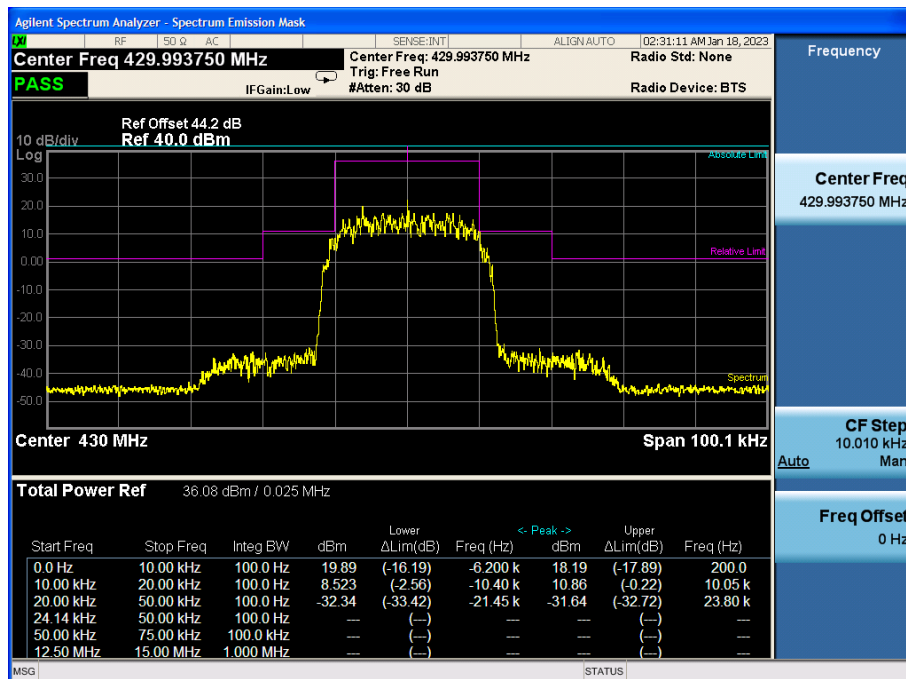 Agilent Spectrum Analyzer - Spectrum Emission Mask
LXI RF 50 Ω AC SENSE:INT ALIGN AUTO 02:31:11 AM Jan 18, 2023
Center Freq 429.993750 MHz Center Freq: 429.993750 MHz Radio Std: None
Trig: Free Run
PASS IFGain:Low #Atten: 30 dB Radio Device: BTS
Ref Offset 44.2 dB
10 dB/div Ref 40.0 dBm
Log
Absolute Limit
30.0
20.0
10.0
Relative Limit
0.00
-10.0
-20.0
-30.0
-40.0
Spectrum
-50.0
Center 430 MHz Span 100.1 kHz
Total Power Ref 36.08 dBm / 0.025 MHz
Lower <- Peak -> Upper
Start Freq Stop Freq Integ BW dBm ΔLim(dB) Freq (Hz) dBm ΔLim(dB) Freq (Hz)
0.0 Hz 10.00 kHz 100.0 Hz 19.89 (-16.19) -6.200 k 18.19 (-17.89) 200.0
10.00 kHz 20.00 kHz 100.0 Hz 8.523 (-2.56) -10.40 k 10.86 (-0.22) 10.05 k
20.00 kHz 50.00 kHz 100.0 Hz -32.34 (-33.42) -21.45 k -31.64 (-32.72) 23.80 k
24.14 kHz 50.00 kHz 100.0 Hz --- (---) --- --- (---) ---
50.00 kHz 75.00 kHz 100.0 kHz --- (---) --- --- (---) ---
12.50 MHz 15.00 MHz 1.000 MHz --- (---) --- --- (---) ---
MSG STATUS
Frequency
Center Freq
429.993750 MHz
CF Step
10.010 kHz
Auto Man
Freq Offset
0 Hz